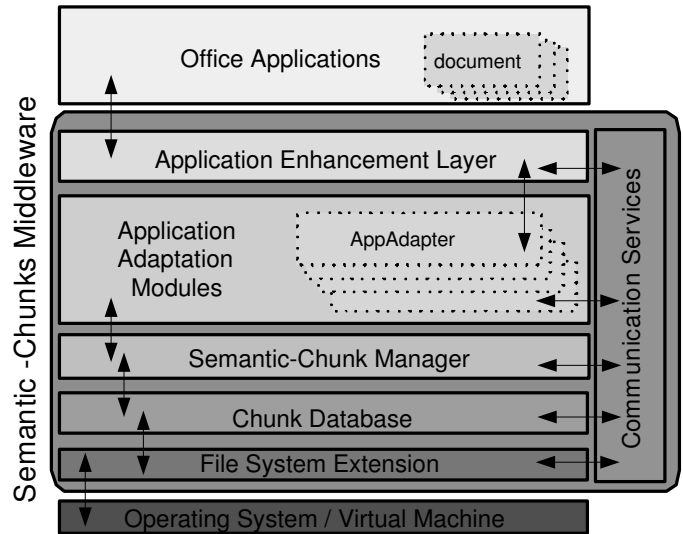 Office Applications
document
Semantic -Chunks Middleware
Application Enhancement Layer
Application
Adaptation
Modules
AppAdapter
Semantic-Chunk Manager
Chunk Database
File System Extension
Communication Services
Operating System / Virtual Machine